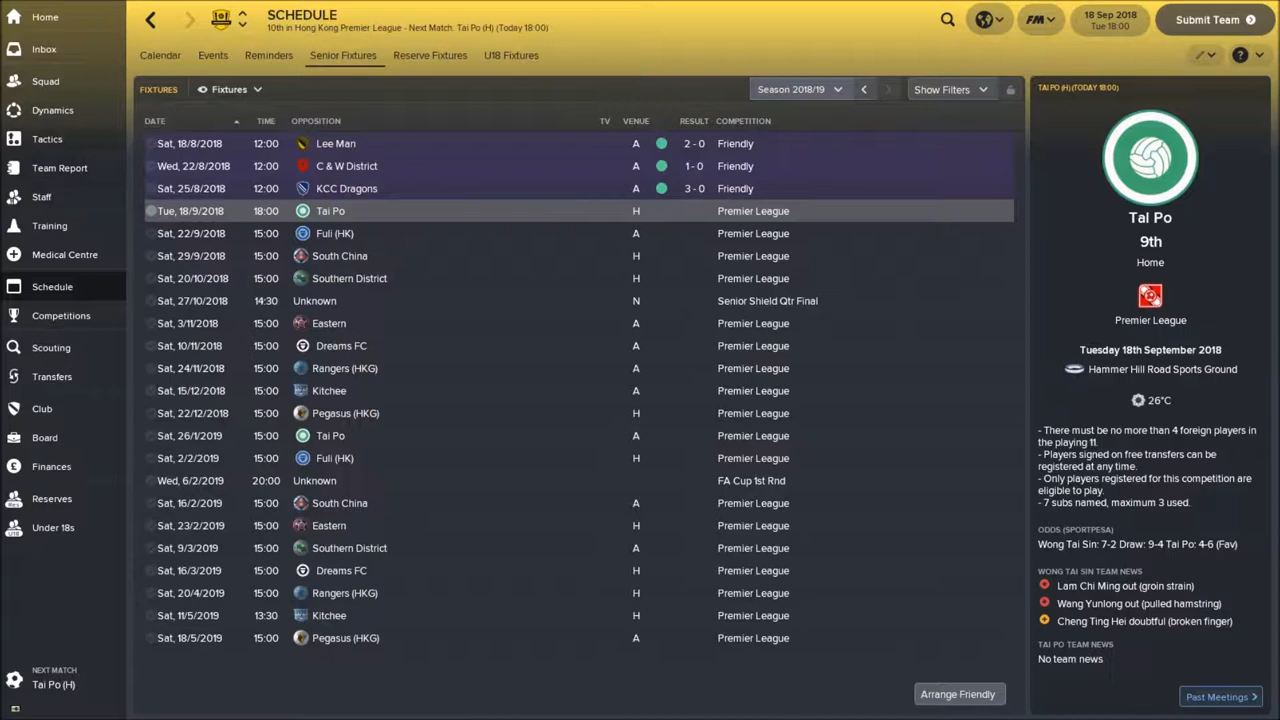 Home
Inbox
Squad
Dynamics
Tactics
Team Report
Staff
Training
Medical Centre
Schedule
Competitions
Scouting
Transfers
Club
Board
Finances
Reserves
Under 18s
NEXT MATCH
Tai Po (H)
SCHEDULE
10th in Hong Kong Premier League - Next Match: Tai Po (H) (Today 18:00)
FM
18 Sep 2018
Tue 18:00
Submit Team
Calendar Events Reminders Senior Fixtures Reserve Fixtures U18 Fixtures
FIXTURES Fixtures Season 2018/19 Show Filters
DATE TIME OPPOSITION TV VENUE RESULT COMPETITION
Sat, 18/8/2018 12:00 Lee Man A 2 - 0 Friendly
Wed, 22/8/2018 12:00 C & W District A 1 - 0 Friendly
Sat, 25/8/2018 12:00 KCC Dragons A 3 - 0 Friendly
Tue, 18/9/2018 18:00 Tai Po H Premier League
Sat, 22/9/2018 15:00 Fuli (HK) A Premier League
Sat, 29/9/2018 15:00 South China H Premier League
Sat, 20/10/2018 15:00 Southern District H Premier League
Sat, 27/10/2018 14:30 Unknown N Senior Shield Qtr Final
Sat, 3/11/2018 15:00 Eastern A Premier League
Sat, 10/11/2018 15:00 Dreams FC A Premier League
Sat, 24/11/2018 15:00 Rangers (HKG) A Premier League
Sat, 15/12/2018 15:00 Kitchee A Premier League
Sat, 22/12/2018 15:00 Pegasus (HKG) H Premier League
Sat, 26/1/2019 15:00 Tai Po A Premier League
Sat, 2/2/2019 15:00 Fuli (HK) H Premier League
Wed, 6/2/2019 20:00 Unknown FA Cup 1st Rnd
Sat, 16/2/2019 15:00 South China A Premier League
Sat, 23/2/2019 15:00 Eastern H Premier League
Sat, 9/3/2019 15:00 Southern District A Premier League
Sat, 16/3/2019 15:00 Dreams FC H Premier League
Sat, 20/4/2019 15:00 Rangers (HKG) H Premier League
Sat, 11/5/2019 13:30 Kitchee H Premier League
Sat, 18/5/2019 15:00 Pegasus (HKG) A Premier League
Arrange Friendly
TAI PO (H) (TODAY 18:00)
Tai Po
9th
Home
Premier League
Tuesday 18th September 2018
Hammer Hill Road Sports Ground
26°C
- There must be no more than 4 foreign players in
the playing 11.
- Players signed on free transfers can be
registered at any time.
- Only players registered for this competition are
eligible to play.
- 7 subs named, maximum 3 used.
ODDS (SPORTPESA)
Wong Tai Sin: 7-2 Draw: 9-4 Tai Po: 4-6 (Fav)
WONG TAI SIN TEAM NEWS
Lam Chi Ming out (groin strain)
Wang Yunlong out (pulled hamstring)
Cheng Ting Hei doubtful (broken finger)
TAI PO TEAM NEWS
No team news
Past Meetings